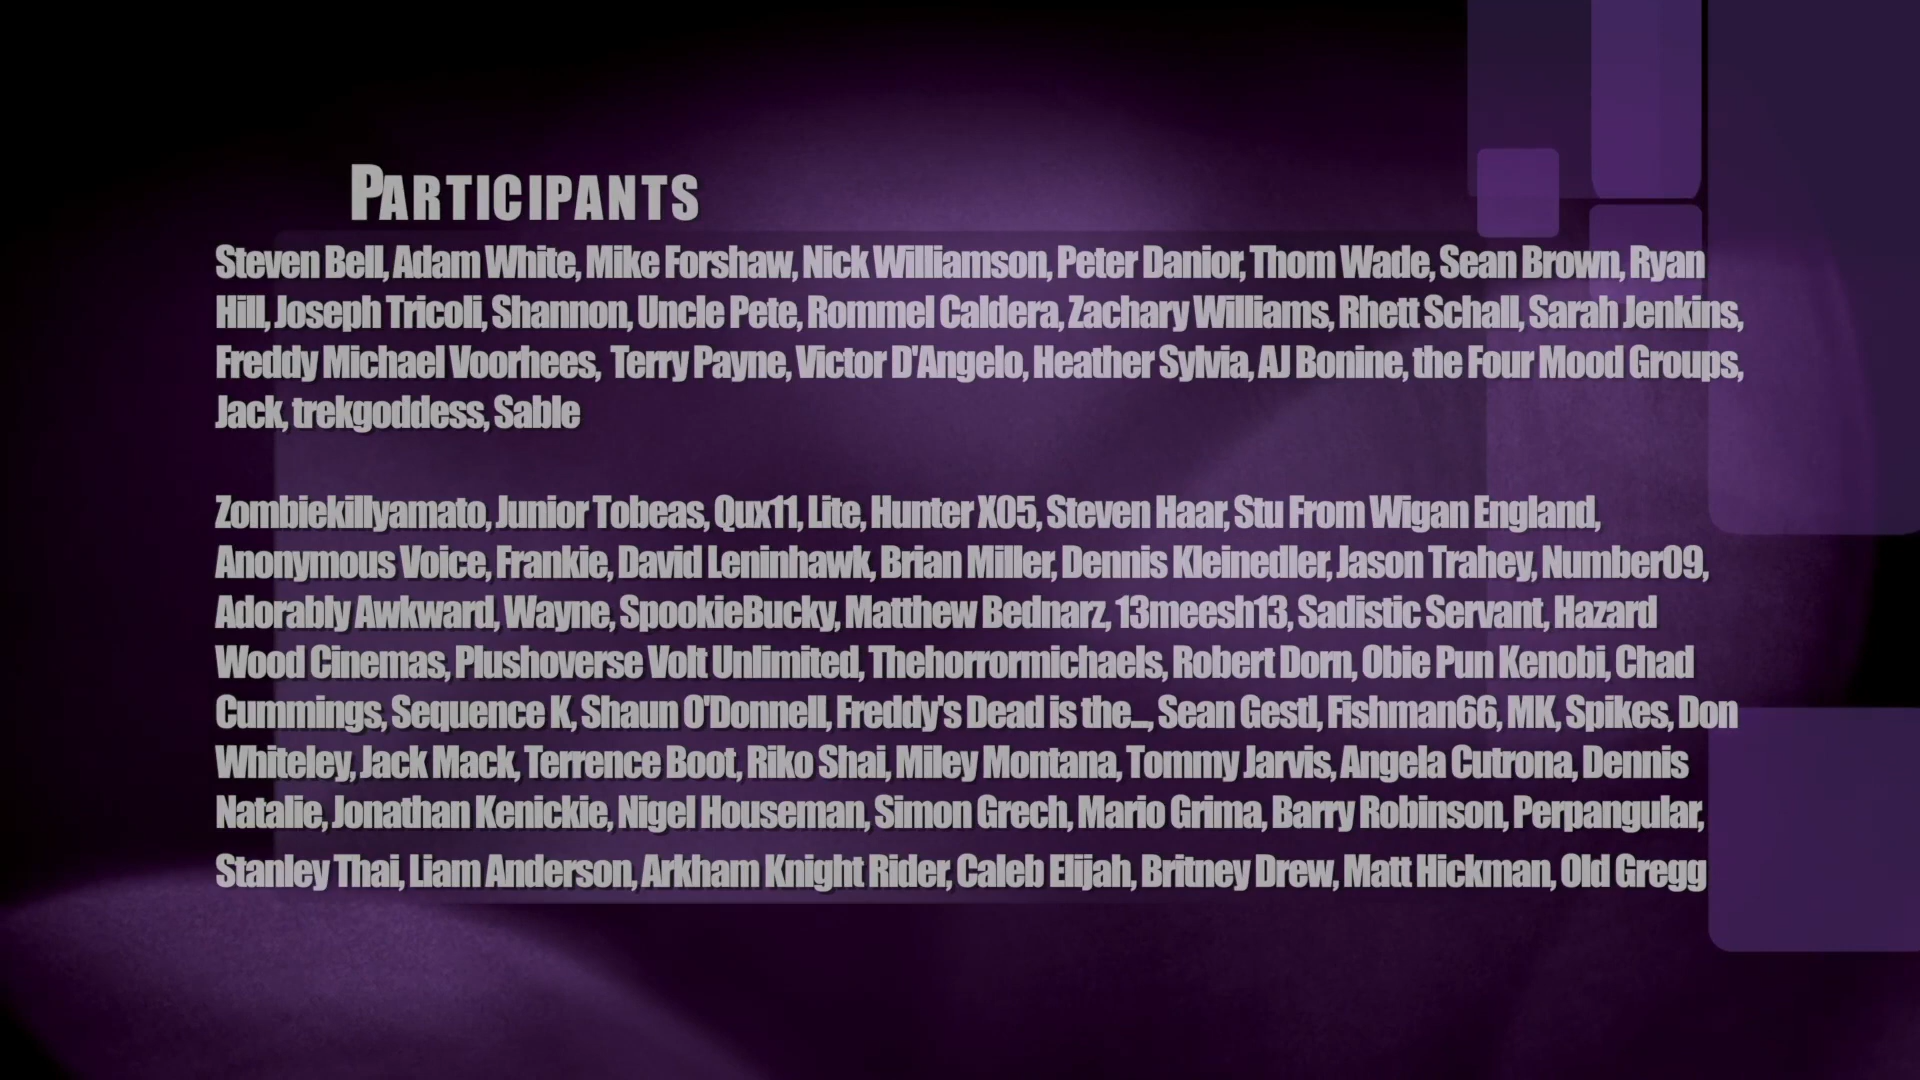 PARTICIPANTS
Steven Bell, Adam White, Mike Forshaw, Nick Williamson, Peter Danior, Thom Wade, Sean Brown, Ryan
Hill, Joseph Tricoli, Shannon, Uncle Pete, Rommel Caldera, Zachary Williams, Rhett Schall, Sarah Jenkins,
Freddy Michael Voorhees, Terry Payne, Victor D'Angelo, Heather Sylvia, AJ Bonine, the Four Mood Groups,
Jack, trekgoddess, Sable
Zombiekillyamato, Junior Tobeas, Qux11, Lite, Hunter X05, Steven Haar, Stu From Wigan England,
Anonymous Voice, Frankie, David Leninhawk, Brian Miller, Dennis Kleinedler, Jason Trahey, Number09,
Adorably Awkward, Wayne, SpookieBucky, Matthew Bednarz, 13meesh13, Sadistic Servant, Hazard
Wood Cinemas, Plushoverse Volt Unlimited, Thehorrormichaels, Robert Dorn, Obie Pun Kenobi, Chad
Cummings, Sequence K, Shaun O'Donnell, Freddy's Dead is the..., Sean Gestl, Fishman66, MK, Spikes, Don
Whiteley, Jack Mack, Terrence Boot, Riko Shai, Miley Montana, Tommy Jarvis, Angela Cutrona, Dennis
Natalie, Jonathan Kenickie, Nigel Houseman, Simon Grech, Mario Grima, Barry Robinson, Perpangular,
Stanley Thai, Liam Anderson, Arkham Knight Rider, Caleb Elijah, Britney Drew, Matt Hickman, Old Gregg